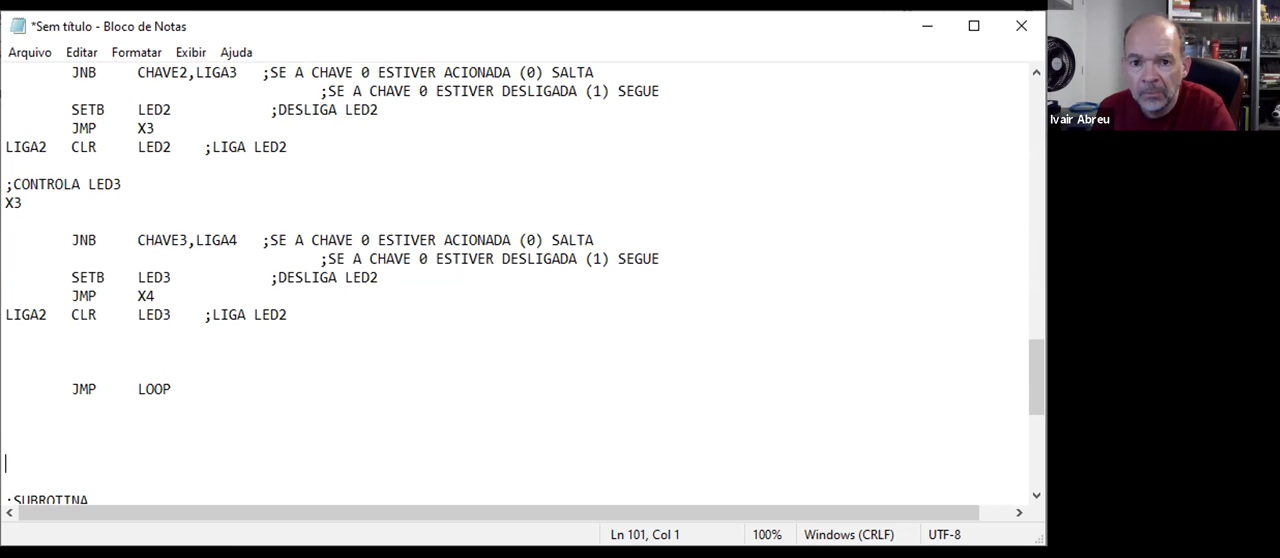 *Sem título - Bloco de Notas
Arquivo Editar Formatar Exibir Ajuda
JNB CHAVE2,LIGA3 ;SE A CHAVE 0 ESTIVER ACIONADA (0) SALTA
;SE A CHAVE 0 ESTIVER DESLIGADA (1) SEGUE
SETB LED2 ;DESLIGA LED2
JMP X3
LIGA2 CLR LED2 ;LIGA LED2
;CONTROLA LED3
X3
JNB CHAVE3,LIGA4 ;SE A CHAVE 0 ESTIVER ACIONADA (0) SALTA
;SE A CHAVE 0 ESTIVER DESLIGADA (1) SEGUE
SETB LED3 ;DESLIGA LED2
JMP X4
LIGA2 CLR LED3 ;LIGA LED2
JMP LOOP
;SUBROTINA
Ln 101, Col 1 100% Windows (CRLF) UTF-8
Ivair Abreu